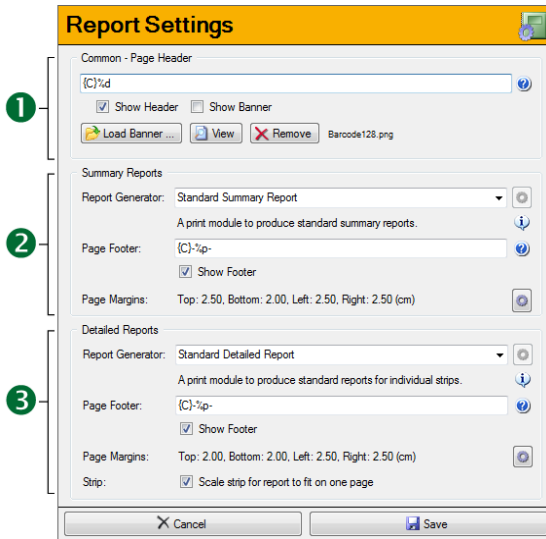 Report Settings
Common - Page Header
{C}%d
Show Header Show Banner
1
Load Banner ... View Remove Barcode128.png
Summary Reports
Report Generator: Standard Summary Report
A print module to produce standard summary reports.
2
Page Footer: {C}-%p-
Show Footer
Page Margins: Top: 2.50, Bottom: 2.00, Left: 2.50, Right: 2.50 (cm)
Detailed Reports
Report Generator: Standard Detailed Report
A print module to produce standard reports for individual strips.
3
Page Footer: {C}-%p-
Show Footer
Page Margins: Top: 2.00, Bottom: 2.00, Left: 2.50, Right: 2.50 (cm)
Strip: Scale strip for report to fit on one page
Cancel Save